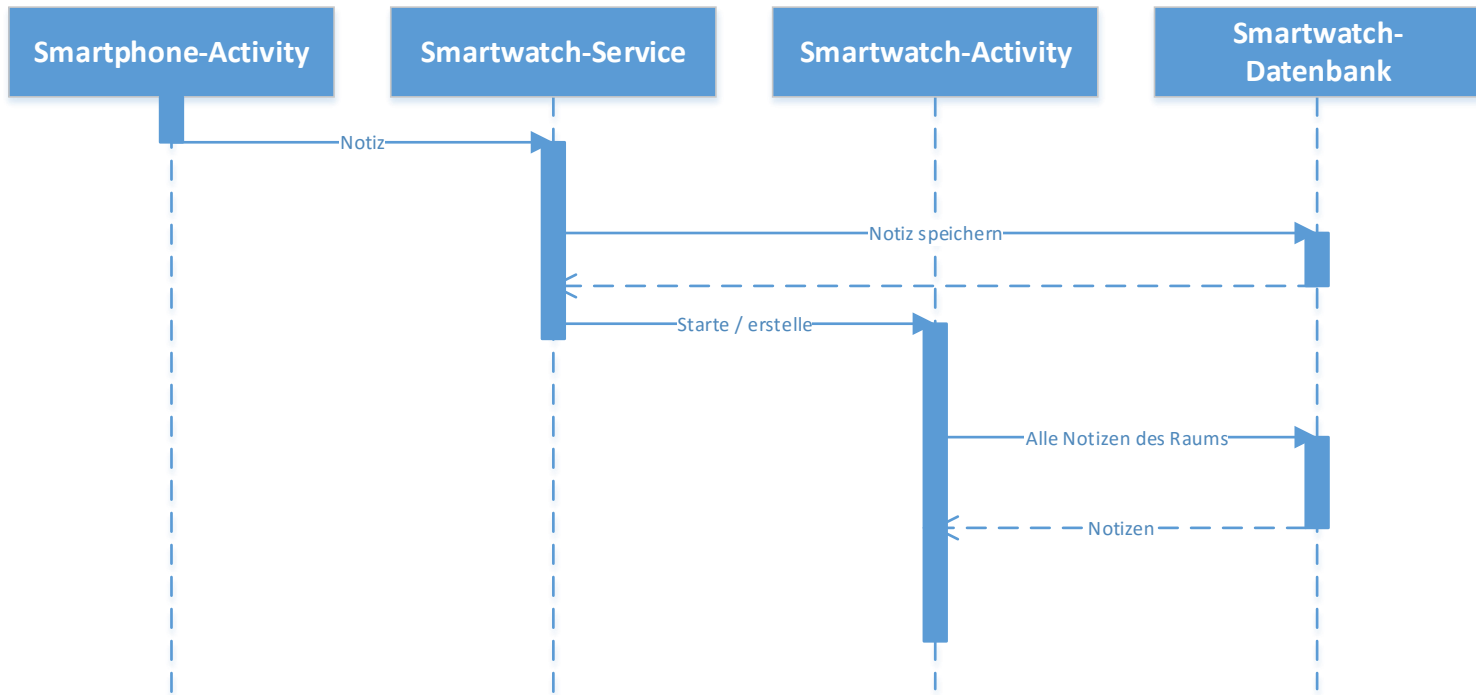 Smartphone-Activity
Smartwatch-Service
Smartwatch-Activity
Smartwatch-
Datenbank
Notiz
Notiz speichern
Starte / erstelle
Alle Notizen des Raums
Notizen